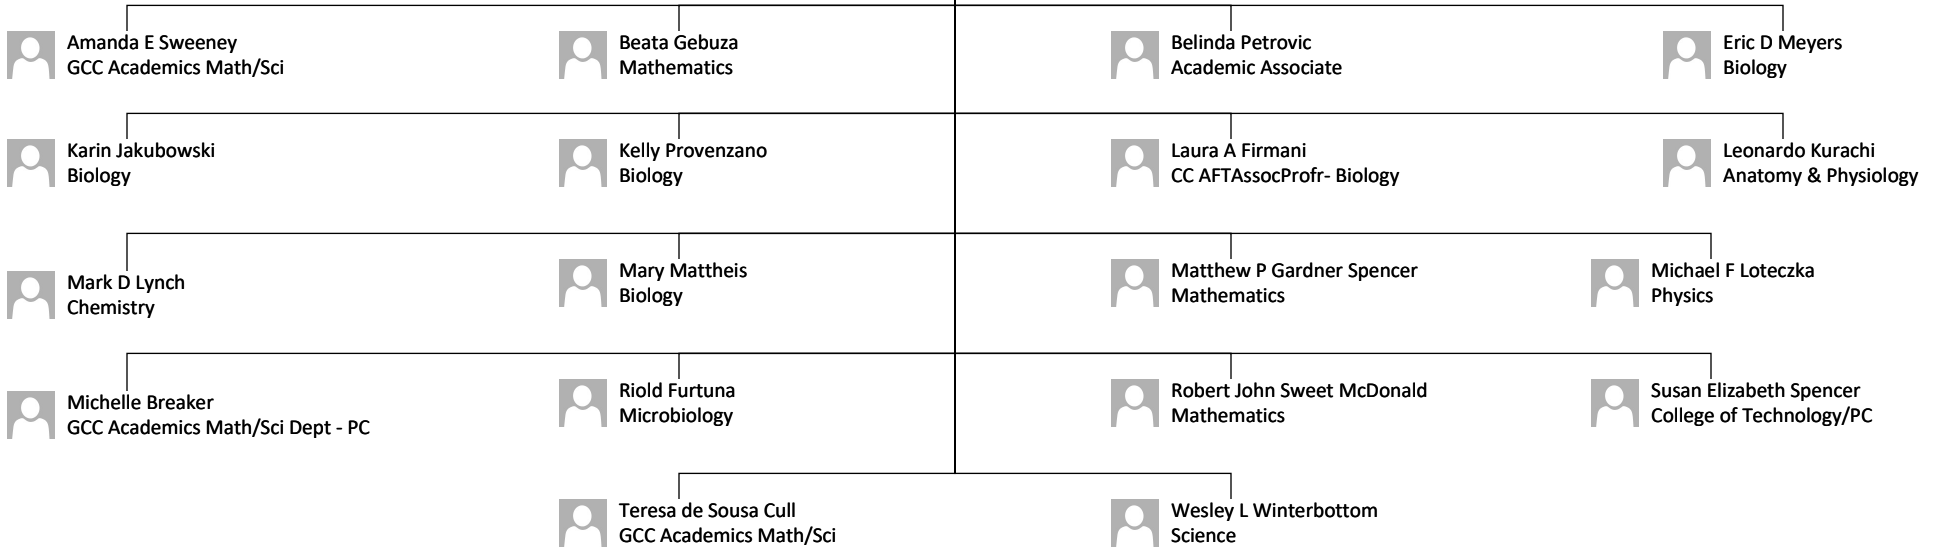 Amanda E Sweeney
GCC Academics Math/Sci
Beata Gebuza
Mathematics
Belinda Petrovic
Academic Associate
Eric D Meyers
Biology
Karin Jakubowski
Biology
Kelly Provenzano
Biology
Laura A Firmani
CC AFTAssocProfr- Biology
Leonardo Kurachi
Anatomy & Physiology
Mark D Lynch
Chemistry
Mary Mattheis
Biology
Matthew P Gardner Spencer
Mathematics
Michael F Loteczka
Physics
Michelle Breaker
GCC Academics Math/Sci Dept - PC
Riold Furtuna
Microbiology
Robert John Sweet McDonald
Mathematics
Susan Elizabeth Spencer
College of Technology/PC
Teresa de Sousa Cull
GCC Academics Math/Sci
Wesley L Winterbottom
Science